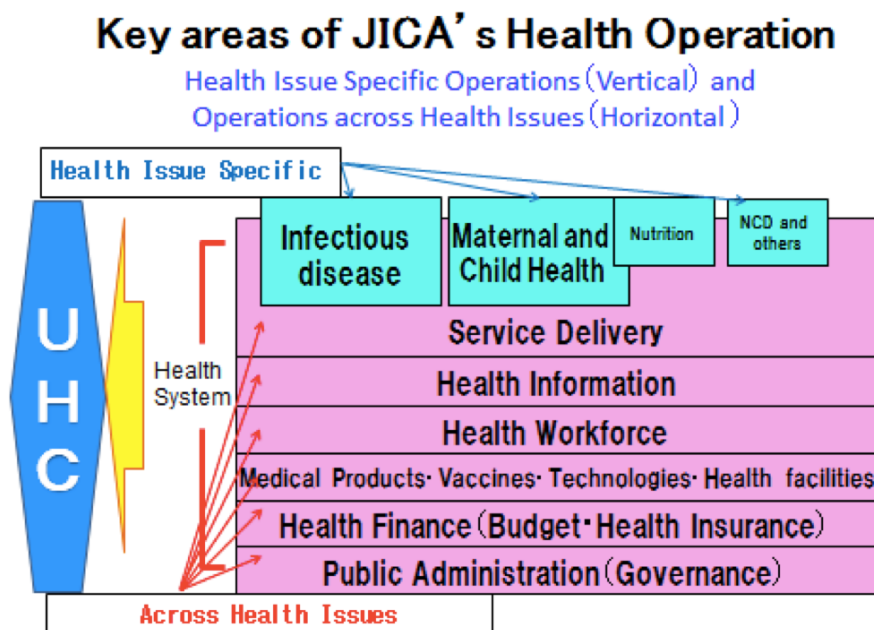 Key areas of JICA’s Health Operation
Health Issue Specific Operations(Vertical) and
Operations across Health Issues(Horizontal)
Health Issue Specific
Infectious
disease
Maternal and
Child Health
Nutrition
NCD and
others
UHC
Health
System
Service Delivery
Health Information
Health Workforce
Medical Products・Vaccines・Technologies・Health facilities
Health Finance(Budget・Health Insurance)
Public Administration(Governance)
Across Health Issues